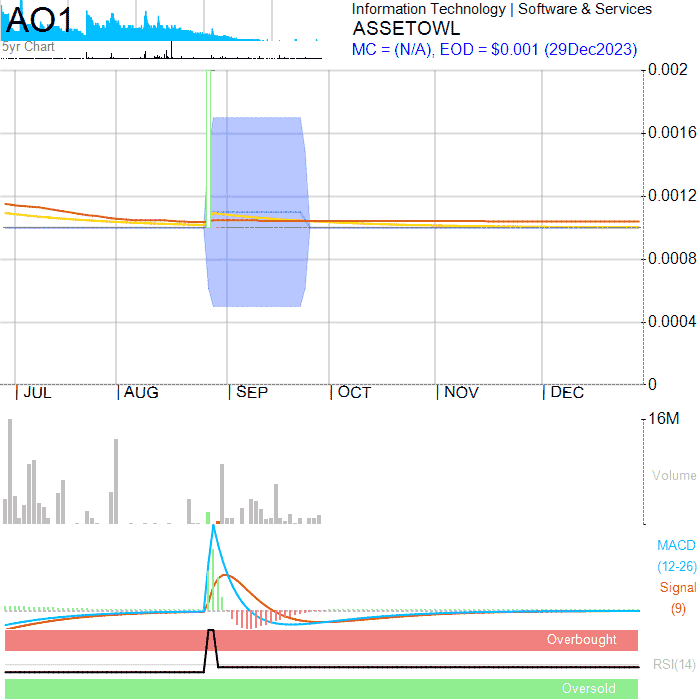 AO1
5yr Chart
Information Technology | Software & Services
ASSETOWL
MC = (N/A), EOD = $0.001 (29Dec2023)
0.002
0.0016
0.0012
0.0008
0.0004
0
JUL AUG SEP OCT NOV DEC
16M
Volume
MACD
(12-26)
Signal
(9)
Overbought
RSI(14)
Oversold